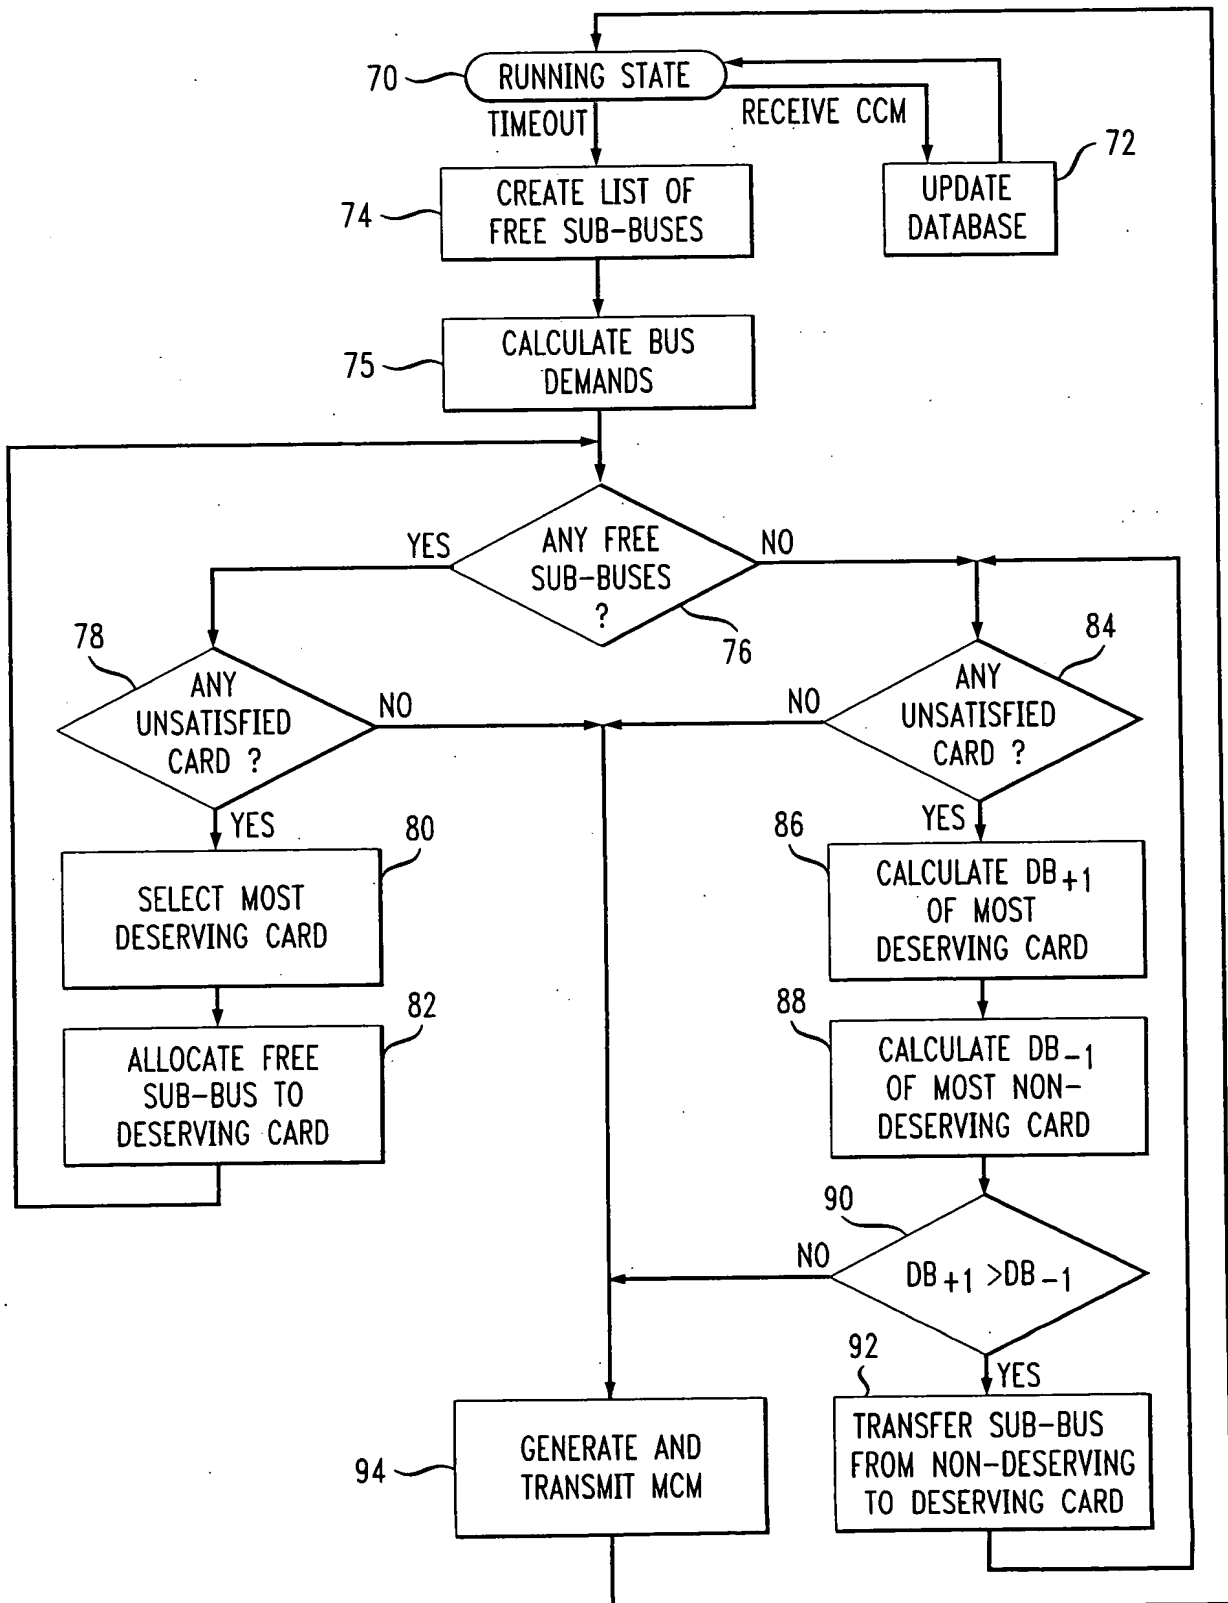 70
RUNNING STATE
TIMEOUT
RECEIVE CCM
72
UPDATE
DATABASE
74
CREATE LIST OF
FREE SUB-BUSES
75
CALCULATE BUS
DEMANDS
YES
ANY FREE
SUB-BUSES
?
NO
76
78
ANY
UNSATISFIED
CARD ?
NO
YES
84
ANY
UNSATISFIED
CARD ?
NO
YES
80
SELECT MOST
DESERVING CARD
82
ALLOCATE FREE
SUB-BUS TO
DESERVING CARD
86
CALCULATE DB+1
OF MOST
DESERVING CARD
88
CALCULATE DB-1
OF MOST NON-
DESERVING CARD
90
NO
DB+1 >DB-1
YES
92
TRANSFER SUB-BUS
FROM NON-DESERVING
TO DESERVING CARD
94
GENERATE AND
TRANSMIT MCM